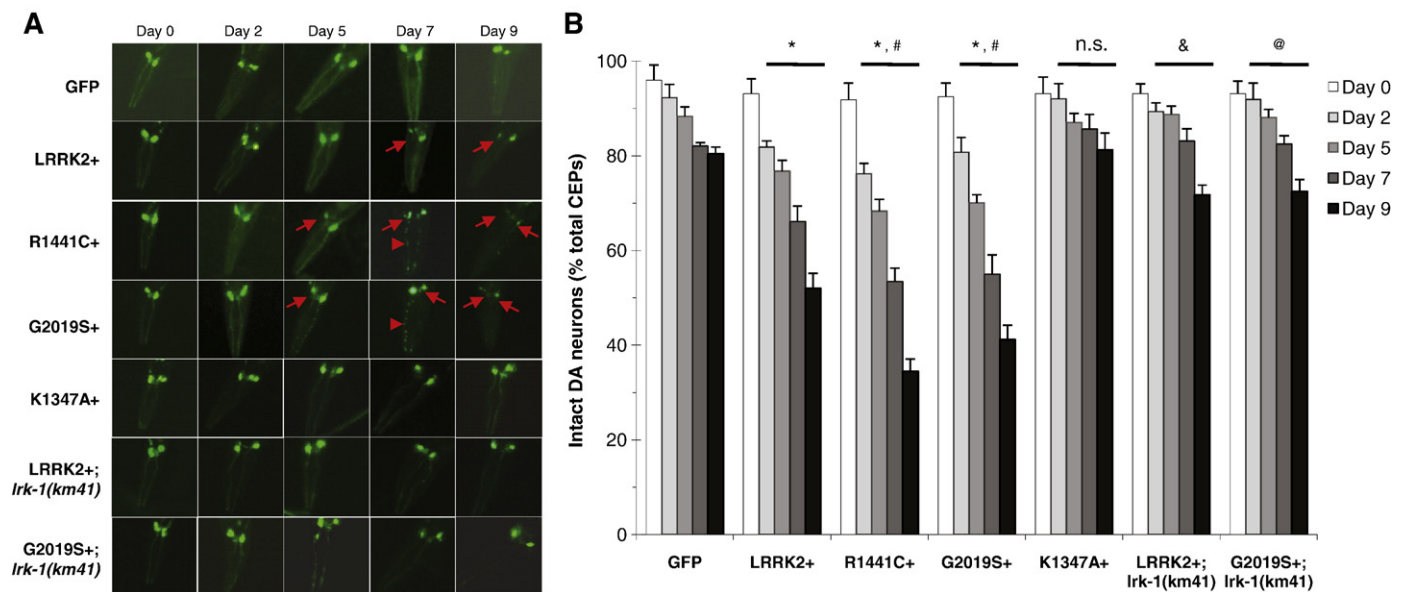 A
Day 0 Day 2 Day 5 Day 7 Day 9
GFP
LRRK2+
R1441C+
G2019S+
K1347A+
LRRK2+;
lrk-1(km41)
G2019S+;
lrk-1(km41)
B
Intact DA neurons (% total CEPs)
100
80
60
40
20
0
*
*, #
*, #
n.s.
&
@
GFP
LRRK2+
R1441C+
G2019S+
K1347A+
LRRK2+;
lrk-1(km41)
G2019S+;
lrk-1(km41)
Day 0
Day 2
Day 5
Day 7
Day 9